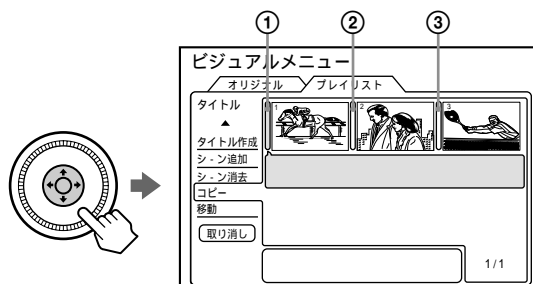 ① ② ③
ビジュアルメニュー
オリジナル プレイリスト
タイトル
1 2 3
タイトル作成
シ-ン追加
シ-ン消去
コピー
移動
取り消し
1/1